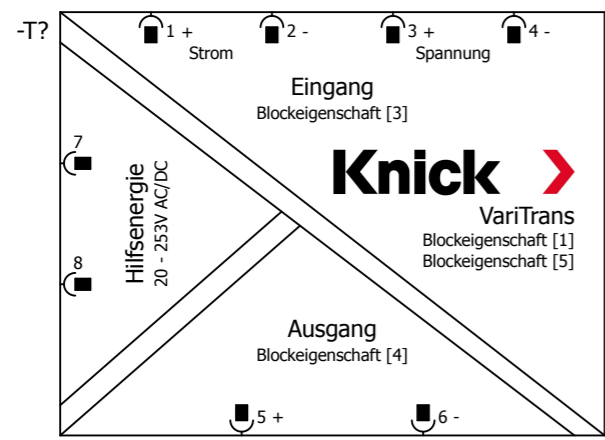 -T?
1 +
2 -
3 +
4 -
Strom
Spannung
Eingang
Blockeigenschaft [3]
Knick
VariTrans
Blockeigenschaft [1]
Blockeigenschaft [5]
7
8
Hilfsenergie
20 - 253V AC/DC
Ausgang
Blockeigenschaft [4]
5 +
6 -